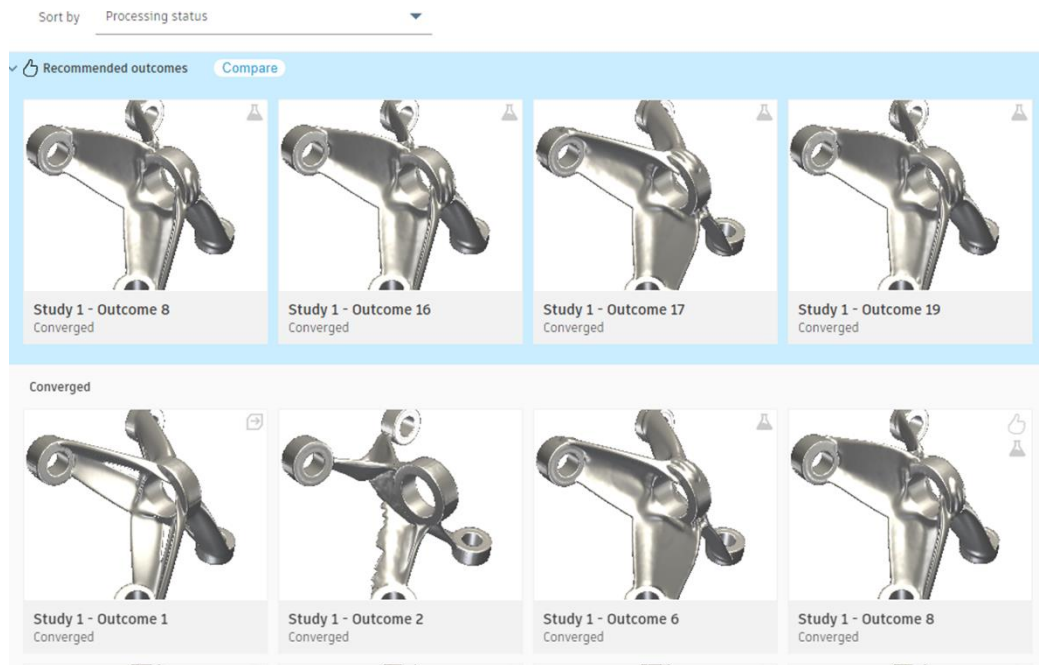 Sort by Processing status
Recommended outcomes Compare
Study 1 - Outcome 8
Converged
Study 1 - Outcome 16
Converged
Study 1 - Outcome 17
Converged
Study 1 - Outcome 19
Converged
Converged
Study 1 - Outcome 1
Converged
Study 1 - Outcome 2
Converged
Study 1 - Outcome 6
Converged
Study 1 - Outcome 8
Converged